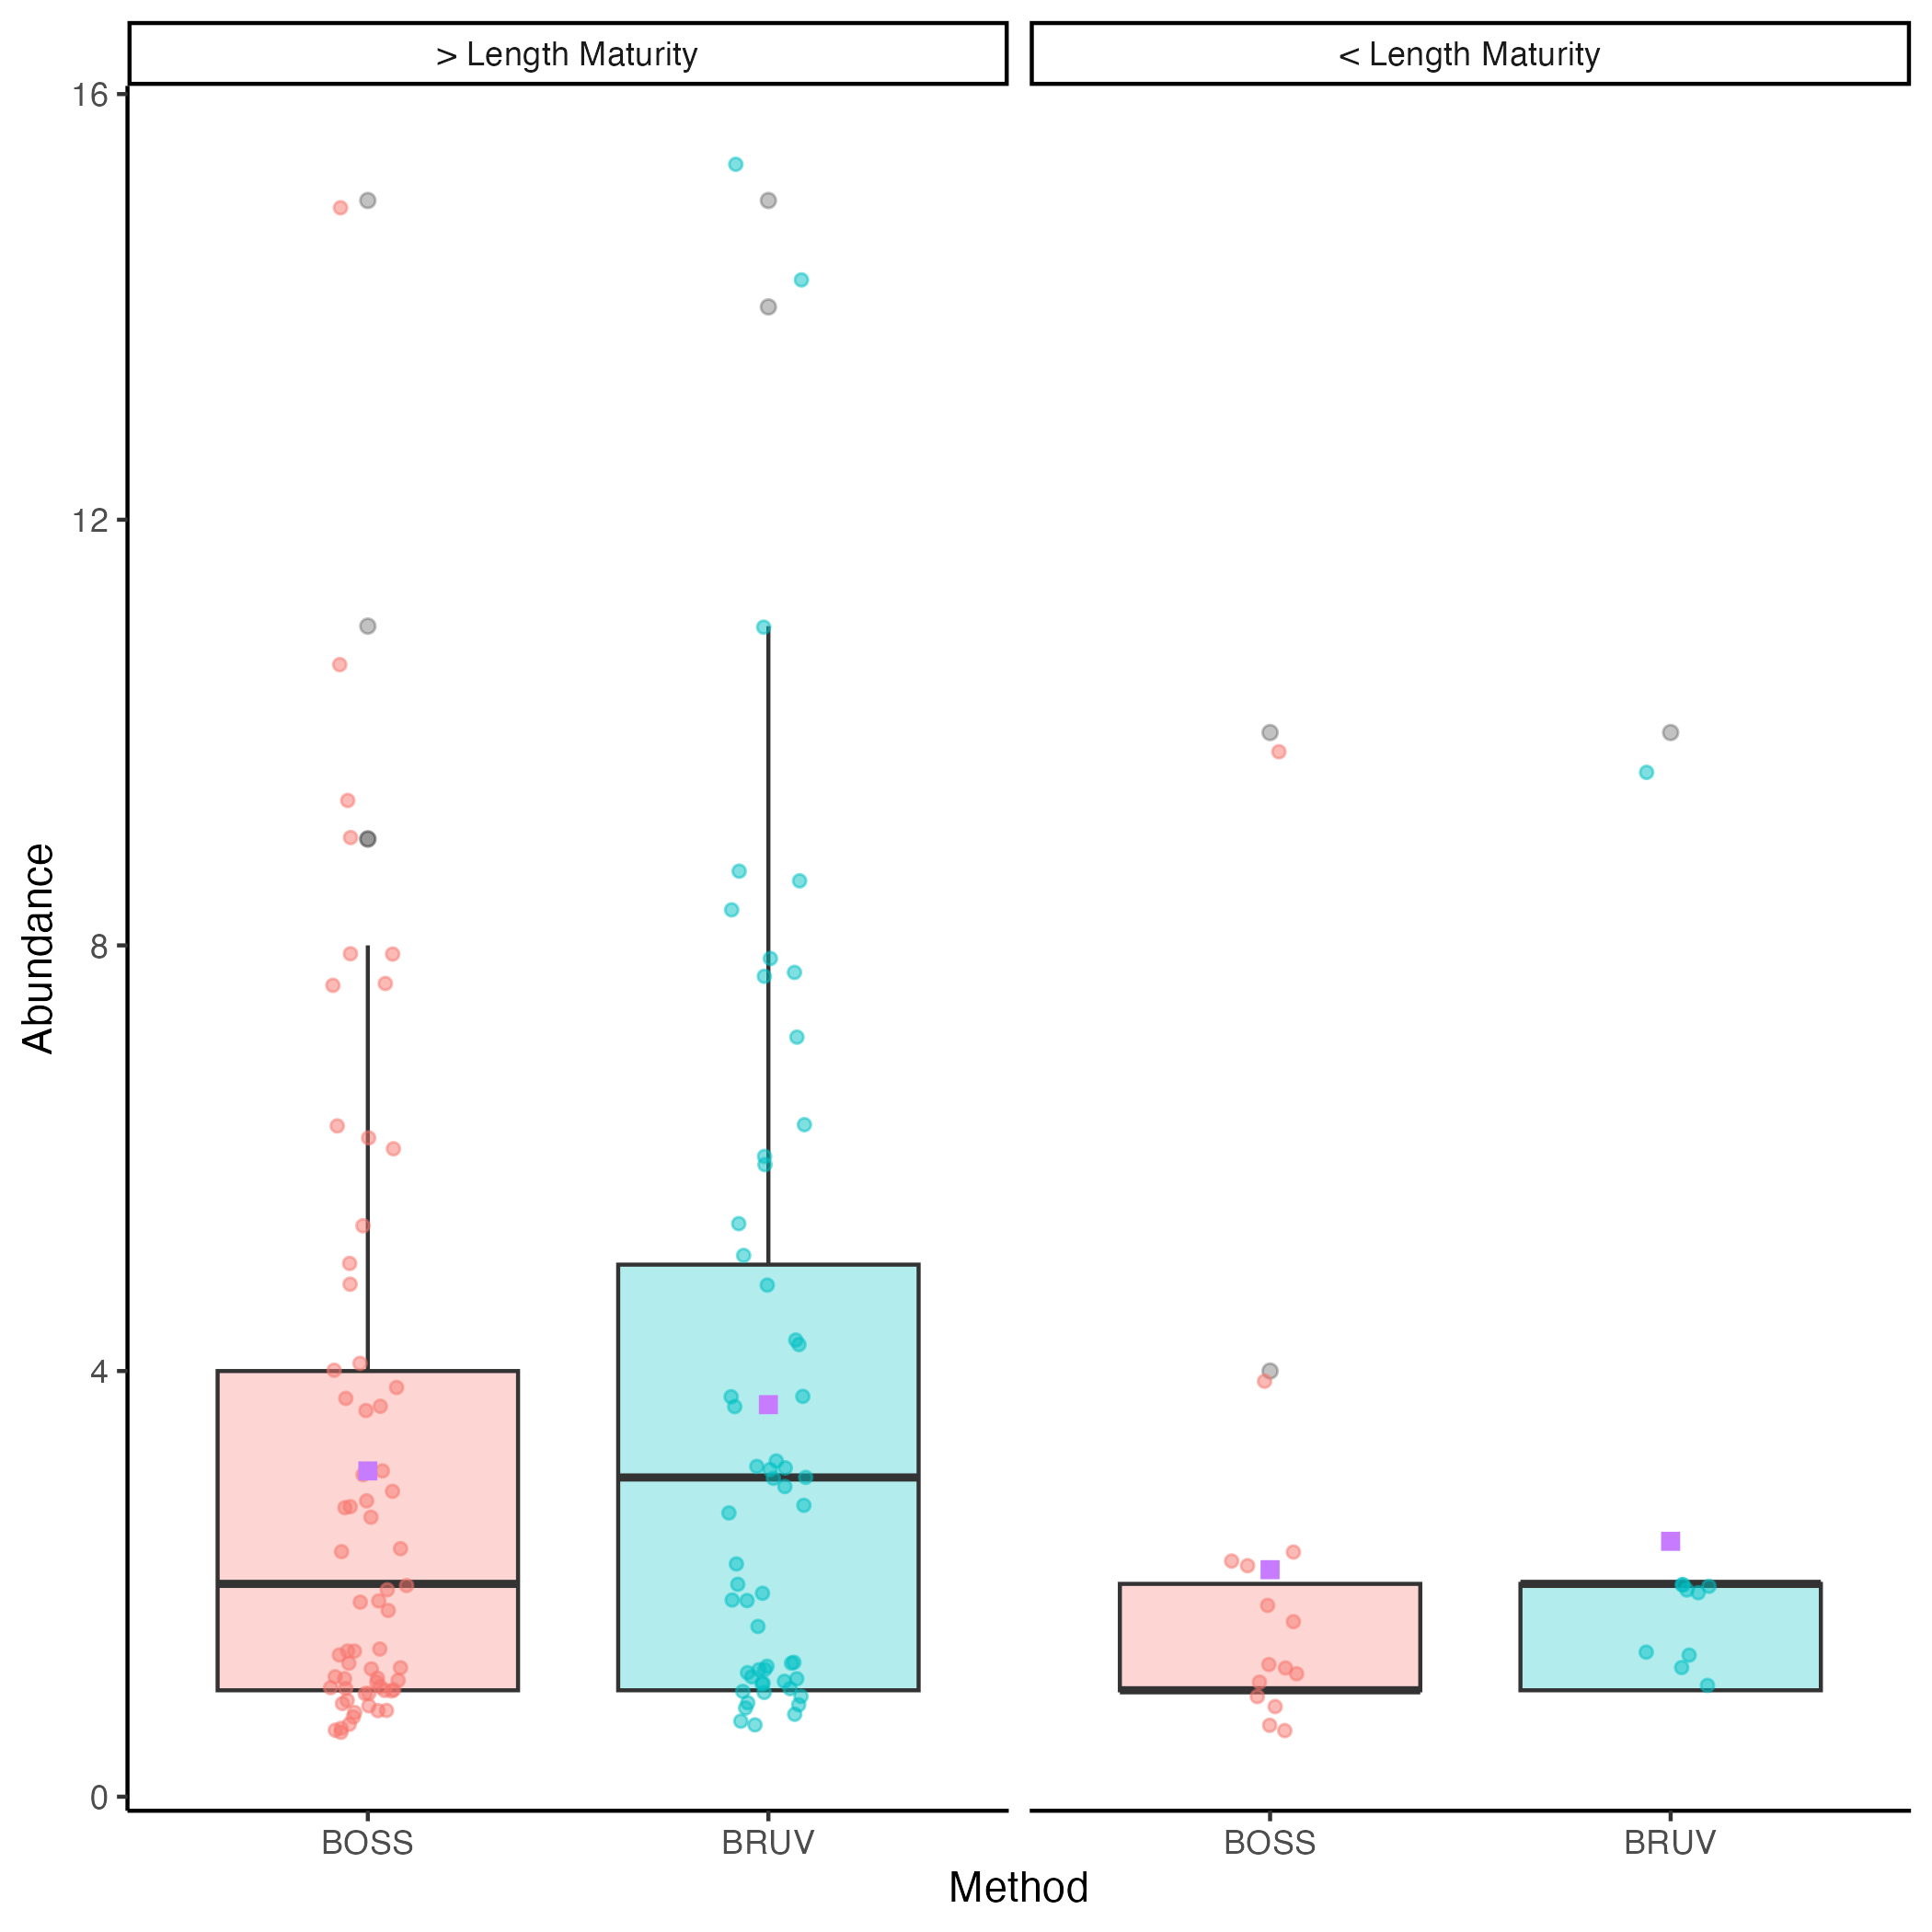 > Length Maturity
< Length Maturity
16
12
8
4
0
Abundance
BOSS
BRUV
BOSS
BRUV
Method